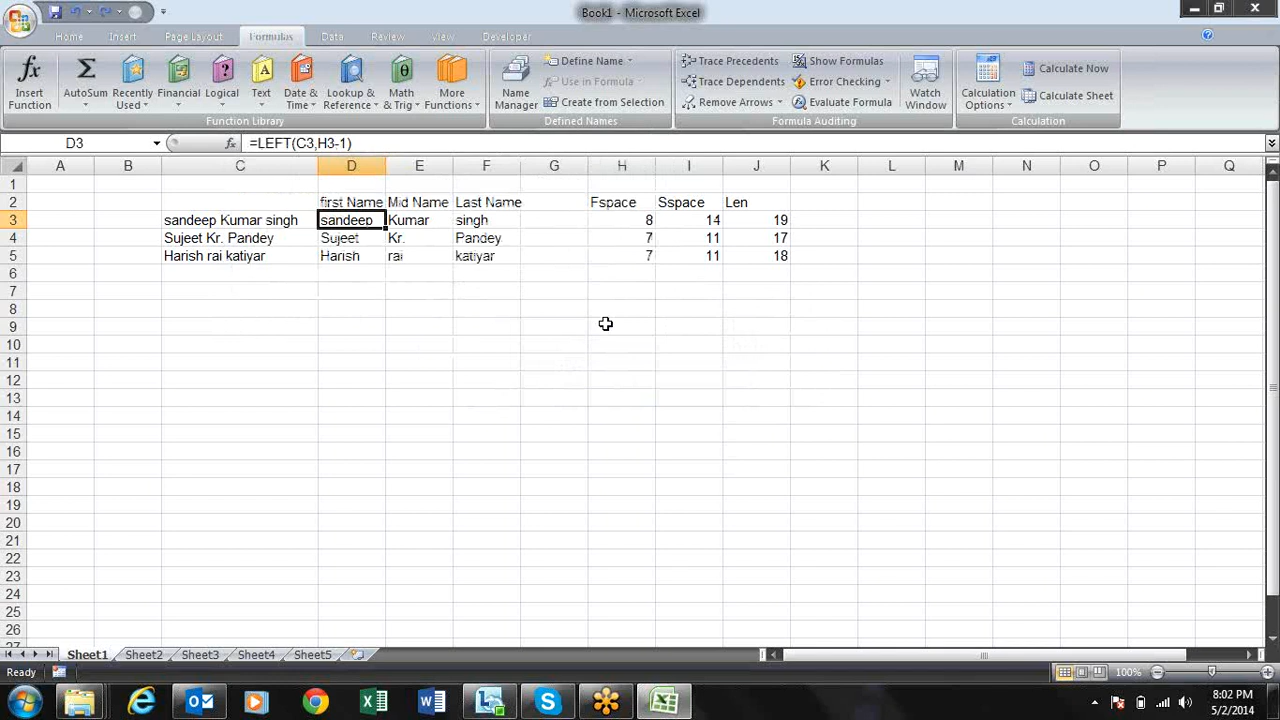 Book1 - Microsoft Excel
Home Insert Page Layout Formulas Data Review View Developer
Insert Function
AutoSum
Recently Used
Financial
Logical
Text
Date & Time
Lookup & Reference
Math & Trig
More Functions
Function Library
Name Manager
Define Name
Use in Formula
Create from Selection
Defined Names
Trace Precedents
Trace Dependents
Remove Arrows
Show Formulas
Error Checking
Evaluate Formula
Formula Auditing
Watch Window
Calculation Options
Calculate Now
Calculate Sheet
Calculation
D3 fx =LEFT(C3,H3-1)
A B C D E F G H I J K L M N O P Q
1
2 first Name Mid Name Last Name Fspace Sspace Len
3 sandeep Kumar singh sandeep Kumar singh 8 14 19
4 Sujeet Kr. Pandey Sujeet Kr. Pandey 7 11 17
5 Harish rai katiyar Harish rai katiyar 7 11 18
6
7
8
9
10
11
12
13
14
15
16
17
18
19
20
21
22
23
24
25
26
27
Sheet1 Sheet2 Sheet3 Sheet4 Sheet5
Ready 100%
8:02 PM
5/2/2014